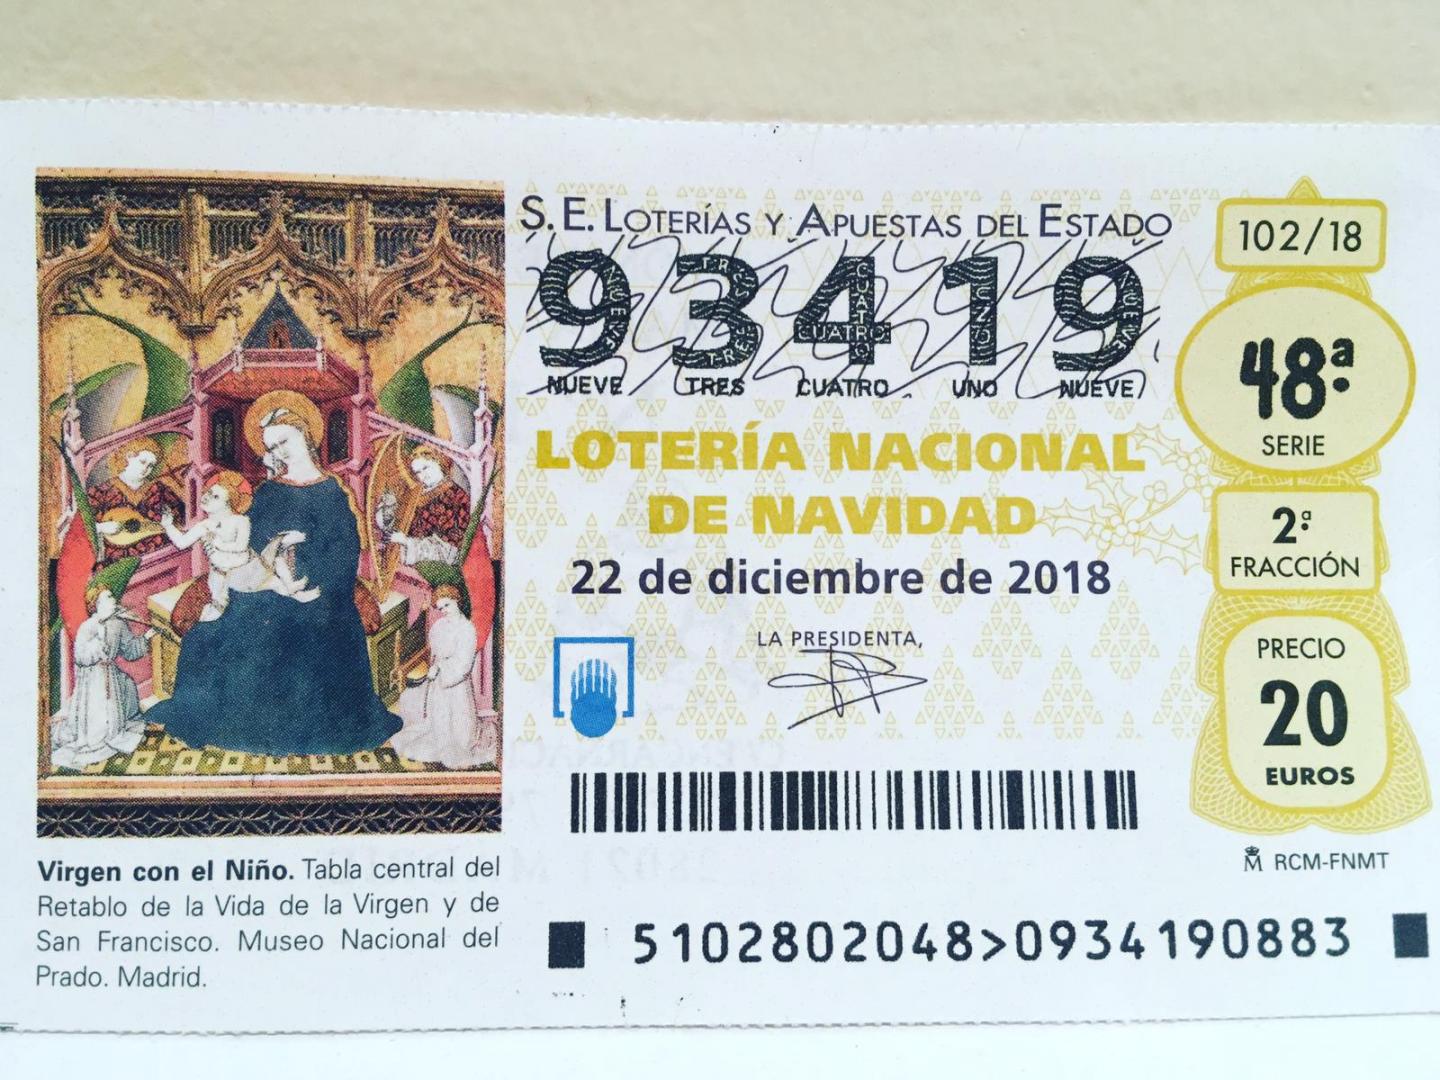 S. E. LOTERÍAS Y APUESTAS DEL ESTADO
93419
NUEVE TRES CUATRO UNO NUEVE
LOTERÍA NACIONAL
DE NAVIDAD
22 de diciembre de 2018
LA PRESIDENTA,
102/18
48ª
SERIE
2ª
FRACCIÓN
PRECIO
20
EUROS
RCM-FNMT
5102802048>0934190883
Virgen con el Niño. Tabla central del
Retablo de la Vida de la Virgen y de
San Francisco. Museo Nacional del
Prado. Madrid.